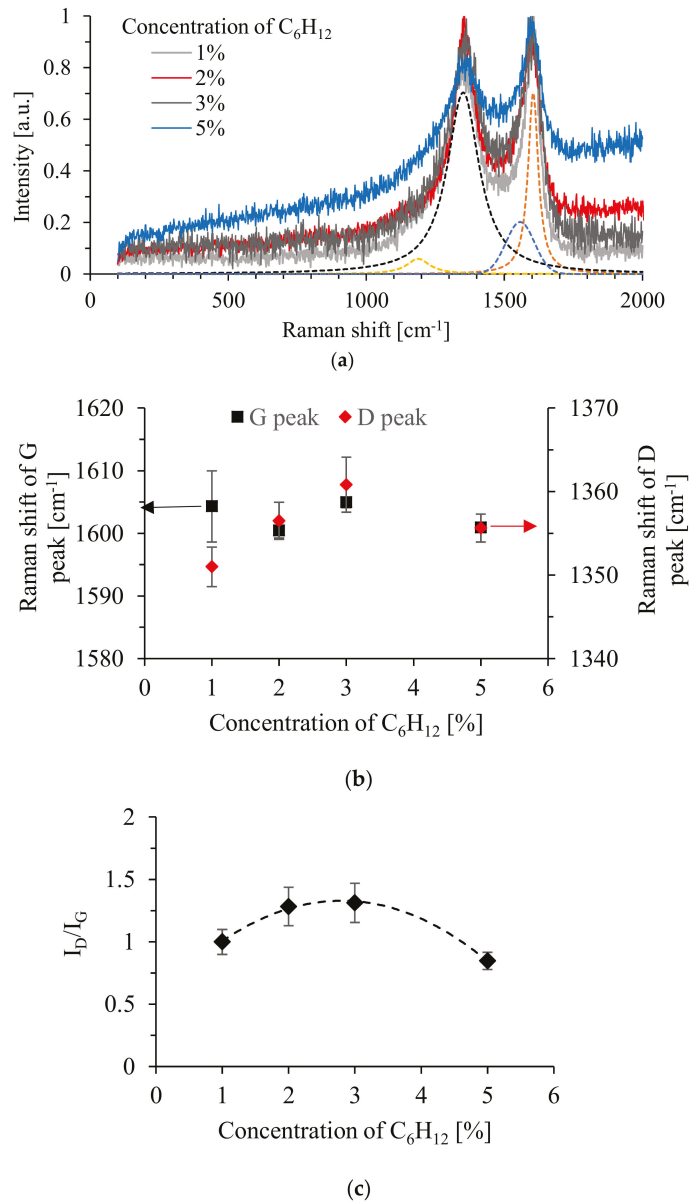 Concentration of C₆H₁₂
1%
2%
3%
5%
Intensity [a.u.]
1
0.8
0.6
0.4
0.2
0
0 500 1000 1500 2000
Raman shift [cm⁻¹]
(a)
G peak D peak
Raman shift of G
peak [cm⁻¹]
1620
1610
1600
1590
1580
1370
1360
1350
1340
Raman shift of D
peak [cm⁻¹]
0 1 2 3 4 5 6
Concentration of C₆H₁₂ [%]
(b)
I_D/I_G
2
1.5
1
0.5
0
0 1 2 3 4 5 6
Concentration of C₆H₁₂ [%]
(c)